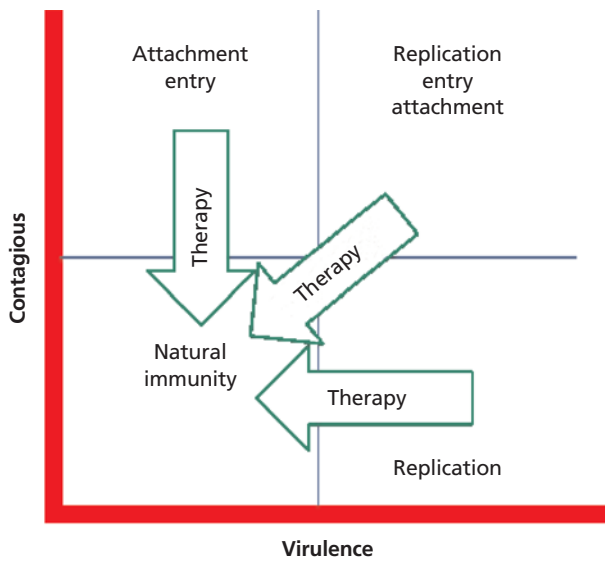 Attachment
entry
Replication
entry
attachment
Therapy
Therapy
Contagious
Natural
immunity
Therapy
Replication
Virulence